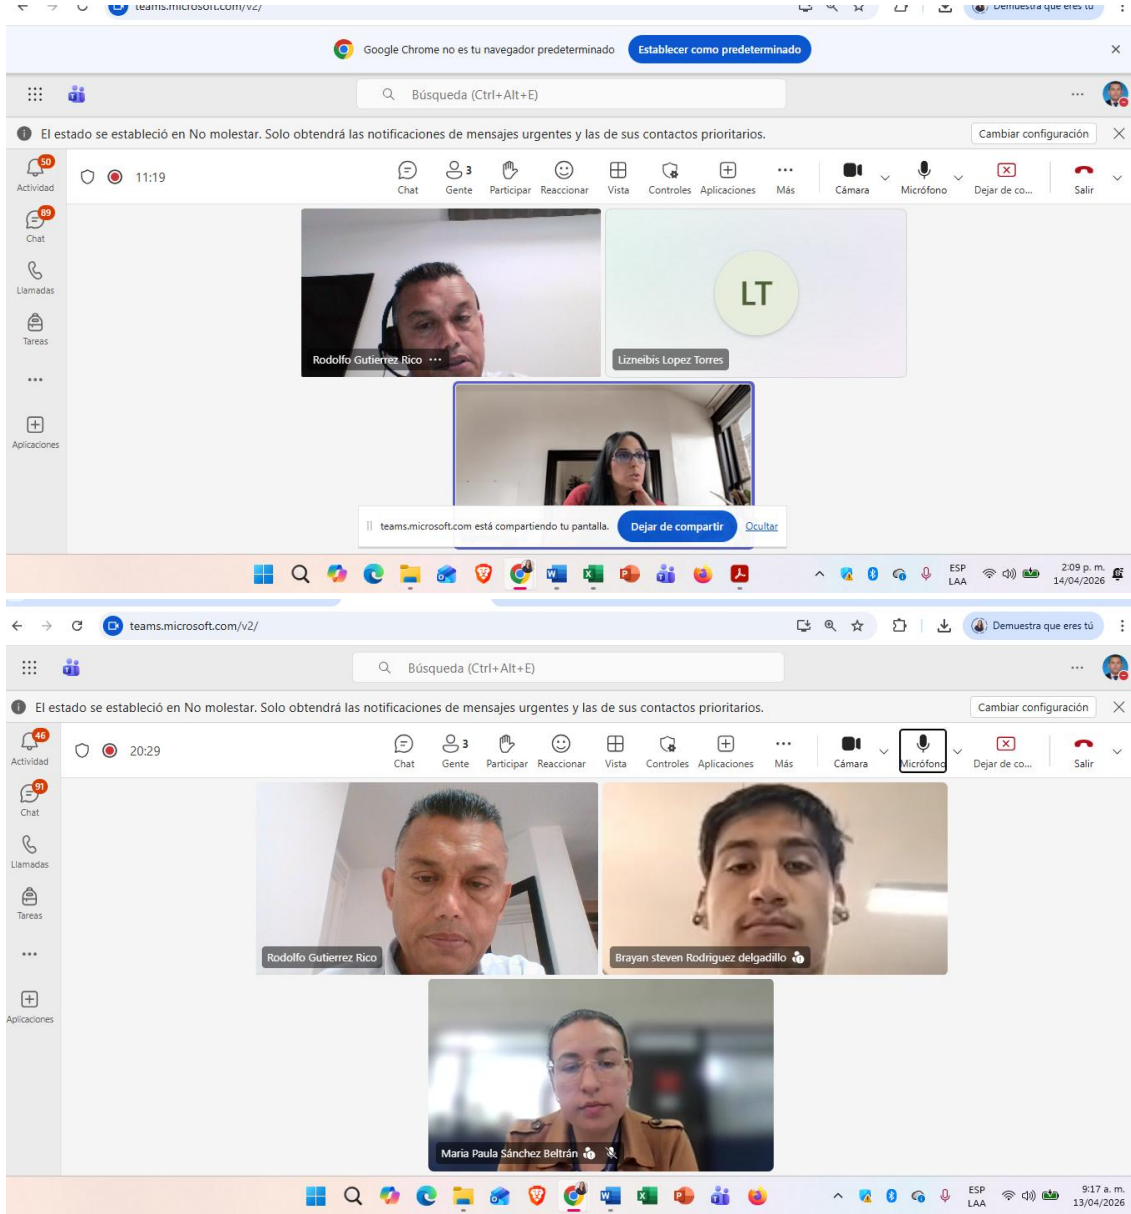 teams.microsoft.com/v2/
Demuestra que eres tú
Google Chrome no es tu navegador predeterminado
Establecer como predeterminado
Búsqueda (Ctrl+Alt+E)
El estado se estableció en No molestar. Solo obtendrá las notificaciones de mensajes urgentes y las de sus contactos prioritarios.
Cambiar configuración
50
Actividad
11:19
Chat
3
Gente
Participar
Reaccionar
Vista
Controles
Aplicaciones
Más
Cámara
Micrófono
Dejar de co...
Salir
89
Chat
Llamadas
Tareas
Aplicaciones
LT
Rodolfo Gutierrez Rico
Lizneibis Lopez Torres
teams.microsoft.com está compartiendo tu pantalla.
Dejar de compartir
Ocultar
ESP
LAA
2:09 p. m.
14/04/2026
teams.microsoft.com/v2/
Demuestra que eres tú
Búsqueda (Ctrl+Alt+E)
El estado se estableció en No molestar. Solo obtendrá las notificaciones de mensajes urgentes y las de sus contactos prioritarios.
Cambiar configuración
46
Actividad
20:29
Chat
3
Gente
Participar
Reaccionar
Vista
Controles
Aplicaciones
Más
Cámara
Micrófono
Dejar de co...
Salir
91
Chat
Llamadas
Tareas
Aplicaciones
Rodolfo Gutierrez Rico
Brayan steven Rodriguez delgadillo
Maria Paula Sánchez Beltrán
ESP
LAA
9:17 a. m.
13/04/2026